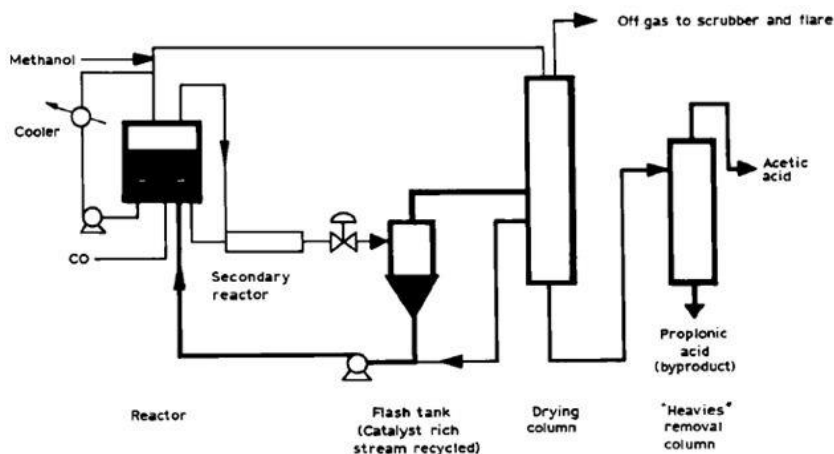 Off gas to scrubber and flare
Methanol
Cooler
Acetic
acid
CO
Secondary
reactor
Propionic
acid
(byproduct)
Reactor
Flash tank
(Catalyst rich
stream recycled)
Drying
column
"Heavies"
removal
column